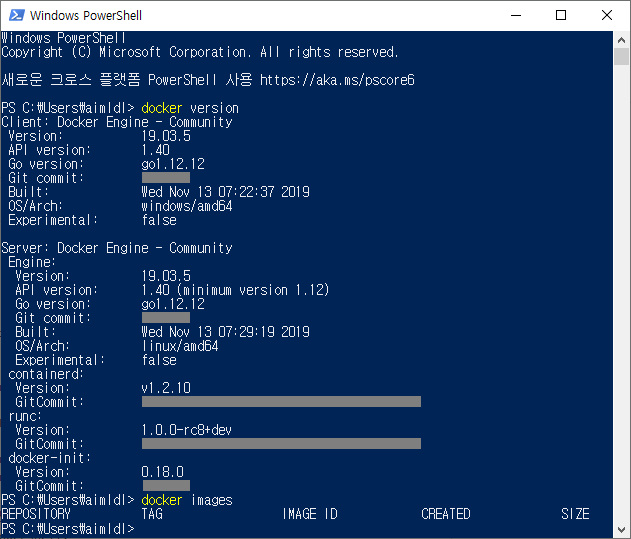 Windows PowerShell
Windows PowerShell
Copyright (C) Microsoft Corporation. All rights reserved.
새로운 크로스 플랫폼 PowerShell 사용 https://aka.ms/pscore6
PS C:₩Users₩aimldl> docker version
Client: Docker Engine - Community
Version: 19.03.5
API version: 1.40
Go version: go1.12.12
Git commit:
Built: Wed Nov 13 07:22:37 2019
OS/Arch: windows/amd64
Experimental: false
Server: Docker Engine - Community
Engine:
Version: 19.03.5
API version: 1.40 (minimum version 1.12)
Go version: go1.12.12
Git commit:
Built: Wed Nov 13 07:29:19 2019
OS/Arch: linux/amd64
Experimental: false
containerd:
Version: v1.2.10
GitCommit:
runc:
Version: 1.0.0-rc8+dev
GitCommit:
docker-init:
Version: 0.18.0
GitCommit:
PS C:₩Users₩aimldl> docker images
REPOSITORY TAG IMAGE ID CREATED SIZE
PS C:₩Users₩aimldl>